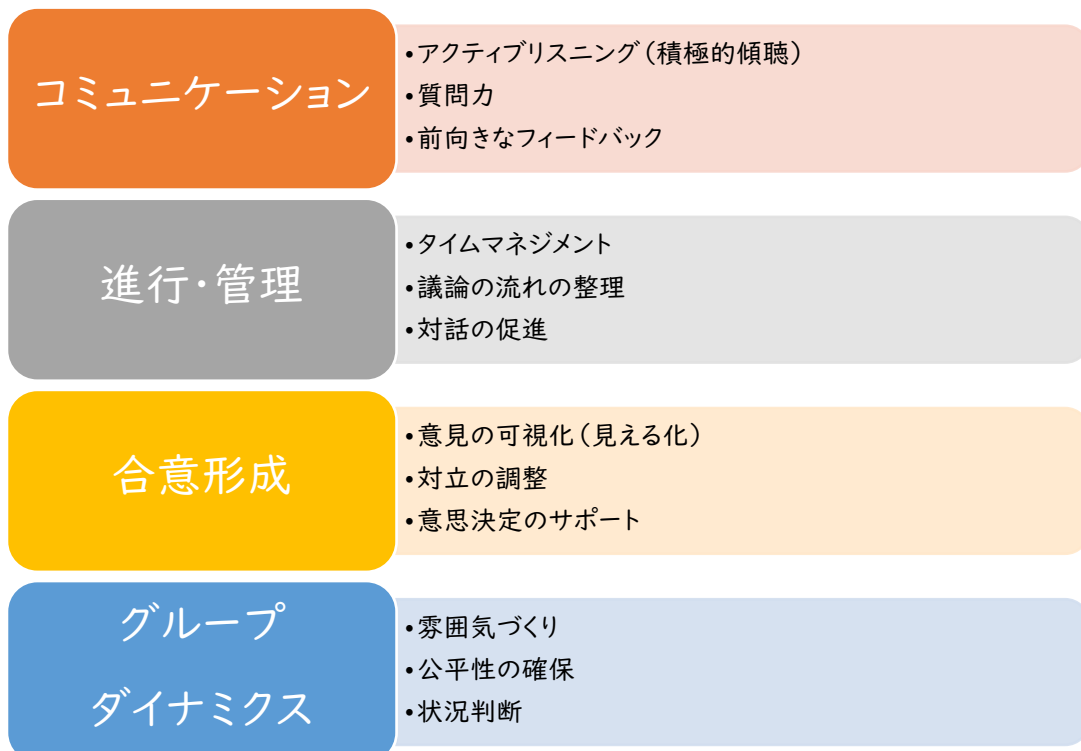 コミュニケーション
•アクティブリスニング（積極的傾聴）
•質問力
•前向きなフィードバック
進行・管理
•タイムマネジメント
•議論の流れの整理
•対話の促進
合意形成
•意見の可視化（見える化）
•対立の調整
•意思決定のサポート
グループ
ダイナミクス
•雰囲気づくり
•公平性の確保
•状況判断